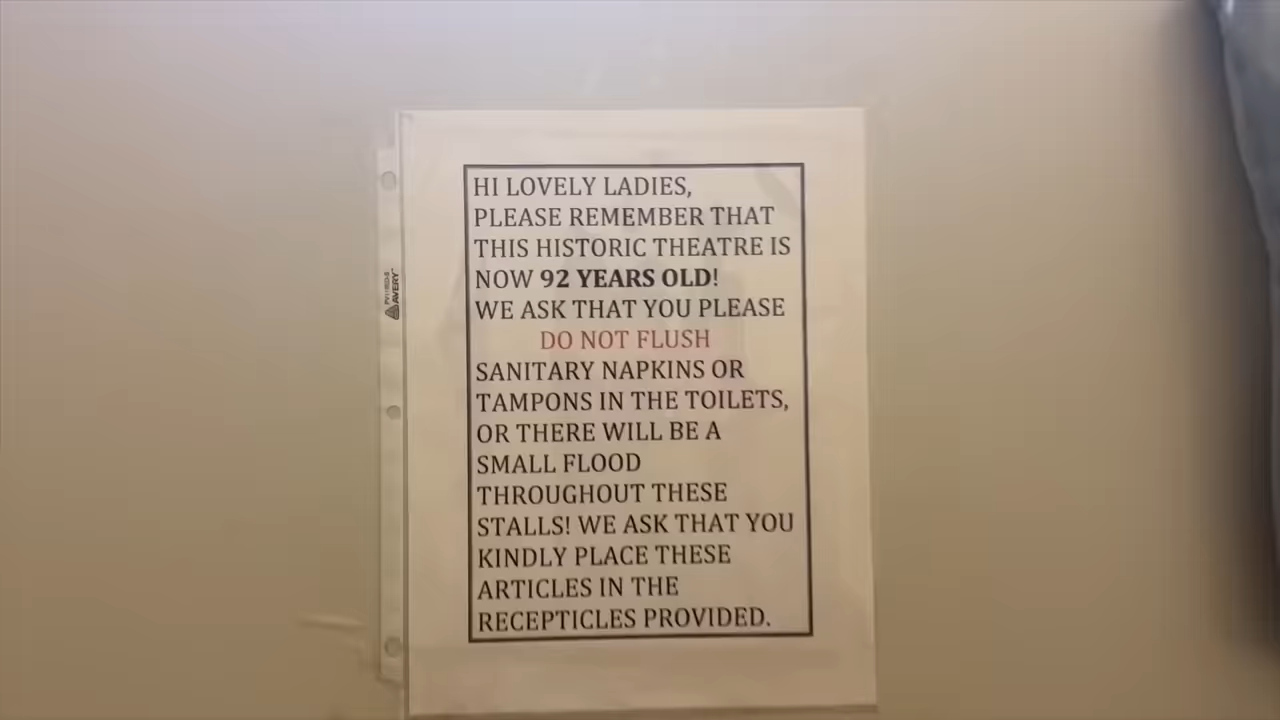 HI LOVELY LADIES,
PLEASE REMEMBER THAT
THIS HISTORIC THEATRE IS
NOW 92 YEARS OLD!
WE ASK THAT YOU PLEASE
DO NOT FLUSH
SANITARY NAPKINS OR
TAMPONS IN THE TOILETS,
OR THERE WILL BE A
SMALL FLOOD
THROUGHOUT THESE
STALLS! WE ASK THAT YOU
KINDLY PLACE THESE
ARTICLES IN THE
RECEPTICLES PROVIDED.
AVERY